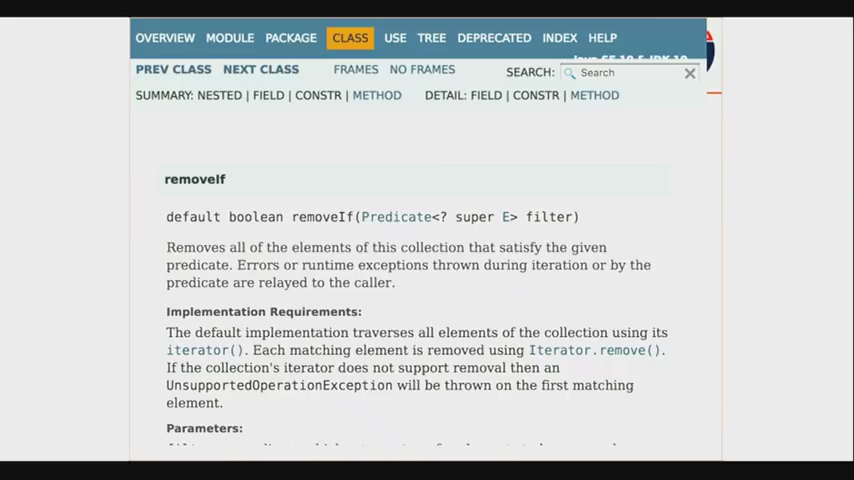 OVERVIEW MODULE PACKAGE CLASS USE TREE DEPRECATED INDEX HELP
PREV CLASS NEXT CLASS FRAMES NO FRAMES SEARCH: Search
SUMMARY: NESTED | FIELD | CONSTR | METHOD DETAIL: FIELD | CONSTR | METHOD
removeIf
default boolean removeIf(Predicate<? super E> filter)
Removes all of the elements of this collection that satisfy the given
predicate. Errors or runtime exceptions thrown during iteration or by the
predicate are relayed to the caller.
Implementation Requirements:
The default implementation traverses all elements of the collection using its
iterator(). Each matching element is removed using Iterator.remove().
If the collection's iterator does not support removal then an
UnsupportedOperationException will be thrown on the first matching
element.
Parameters: